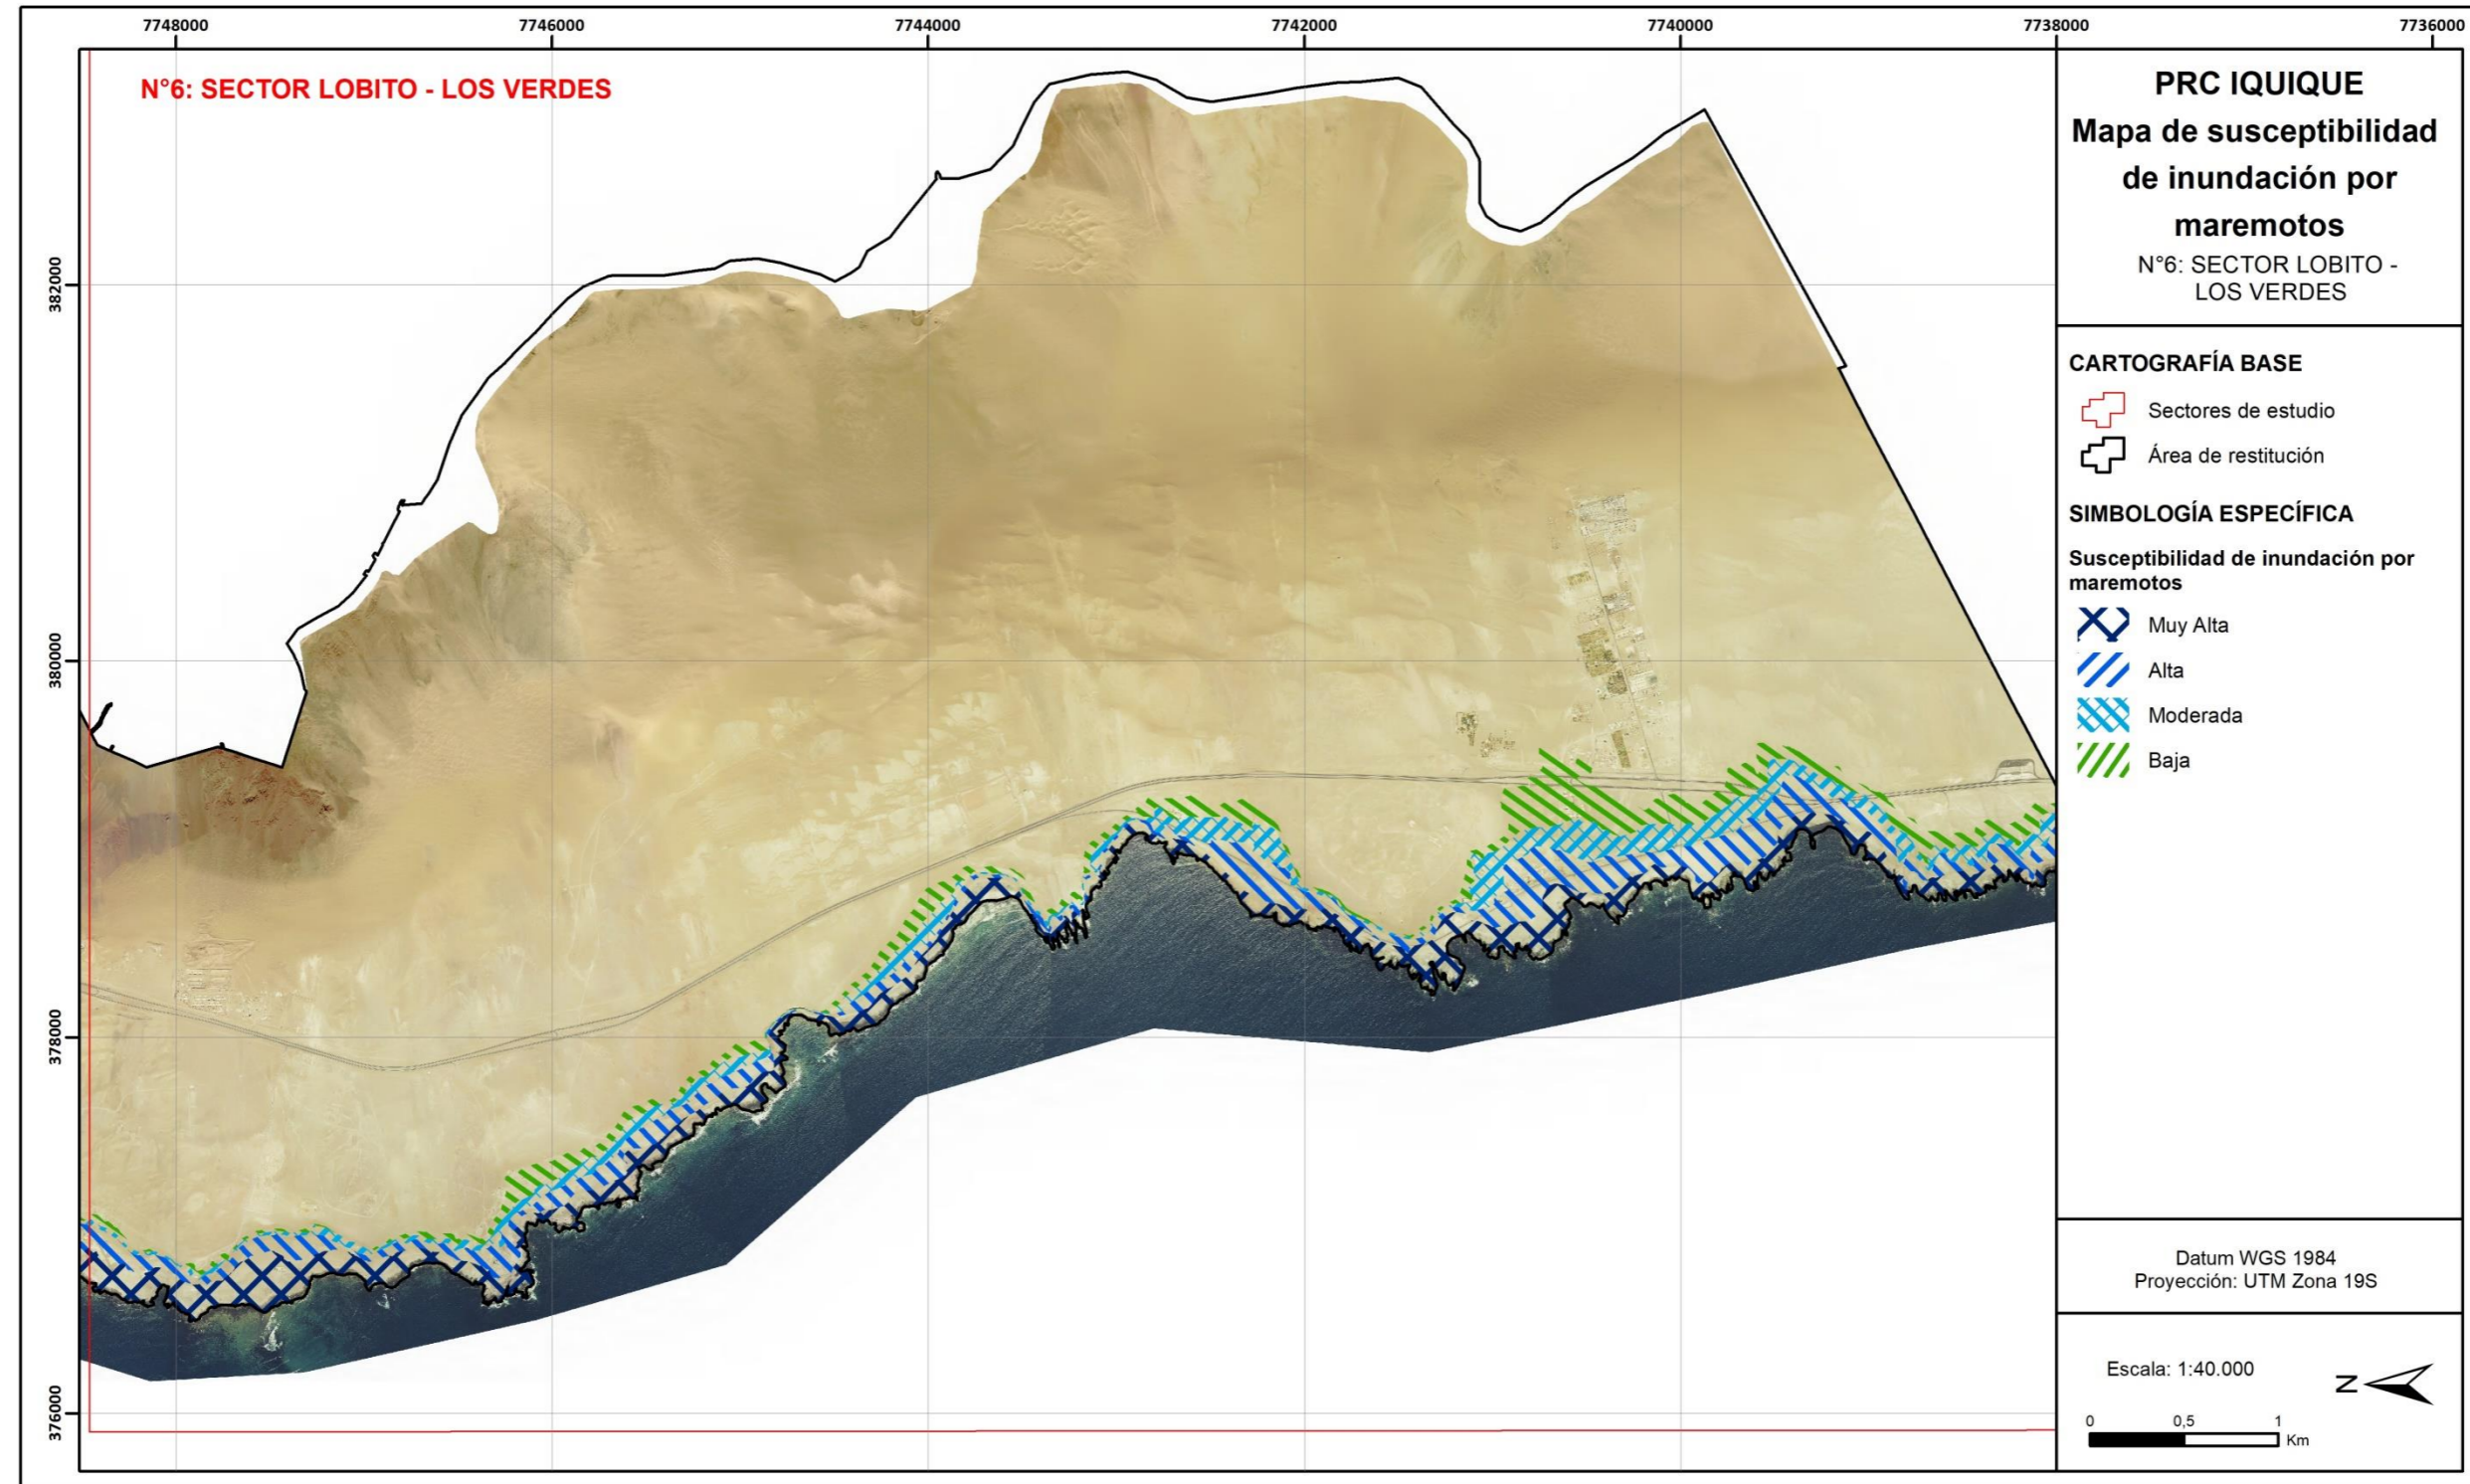 7748000
7746000
7744000
7742000
7740000
7738000
7736000
N°6: SECTOR LOBITO - LOS VERDES
382000
380000
378000
376000
PRC IQUIQUE
Mapa de susceptibilidad
de inundación por
maremotos
N°6: SECTOR LOBITO -
LOS VERDES
CARTOGRAFÍA BASE
Sectores de estudio
Área de restitución
SIMBOLOGÍA ESPECÍFICA
Susceptibilidad de inundación por
maremotos
Muy Alta
Alta
Moderada
Baja
Datum WGS 1984
Proyección: UTM Zona 19S
Escala: 1:40.000
N
0 0,5 1
Km